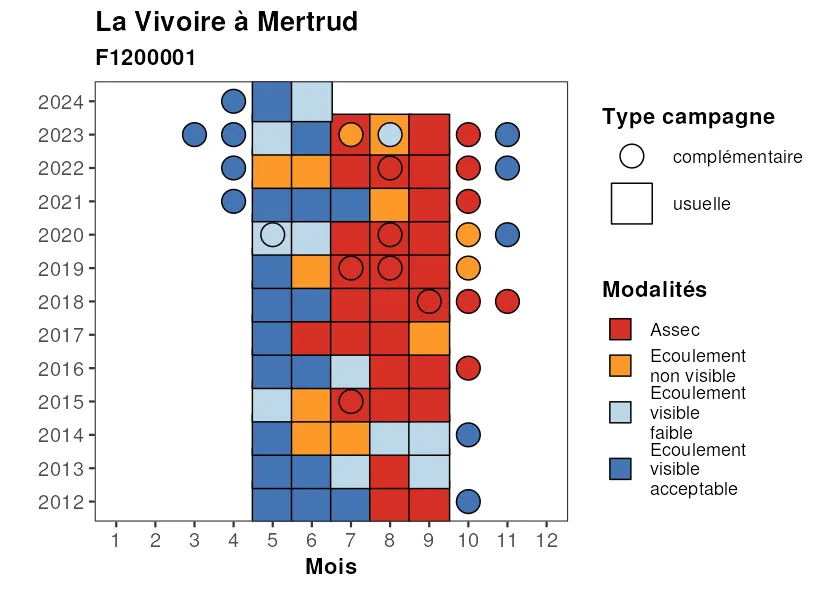 La Vivoire à Mertrud
F1200001
2024
2023
2022
2021
2020
2019
2018
2017
2016
2015
2014
2013
2012
1 2 3 4 5 6 7 8 9 10 11 12
Mois
Type campagne
complémentaire
usuelle
Modalités
Assec
Ecoulement
non visible
Ecoulement
visible
faible
Ecoulement
visible
acceptable